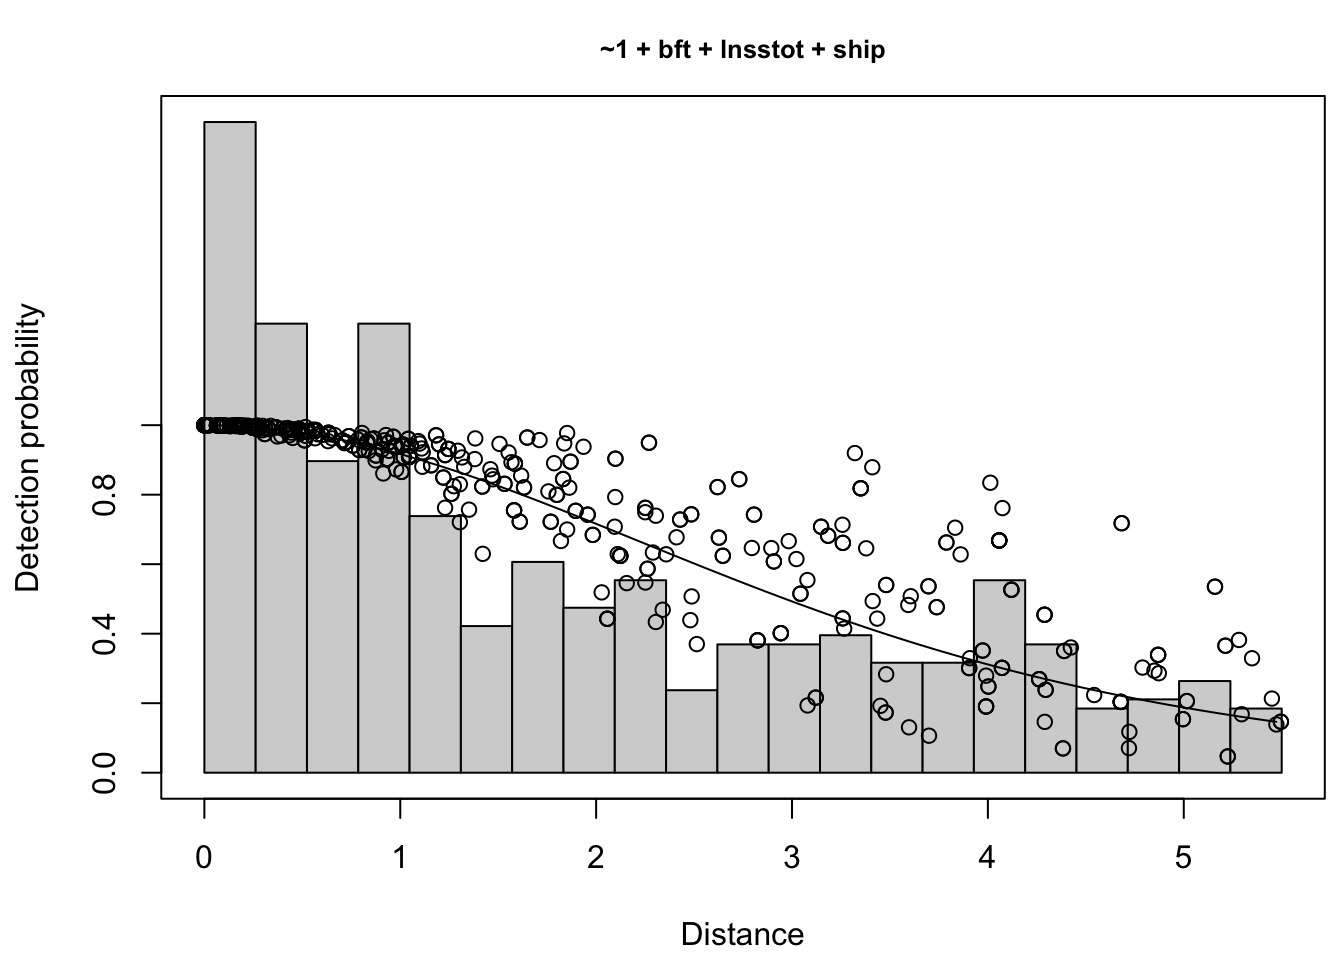 ~1 + bft + lnsstot + ship
Detection probability
0.8
0.4
0.0
0 1 2 3 4 5
Distance